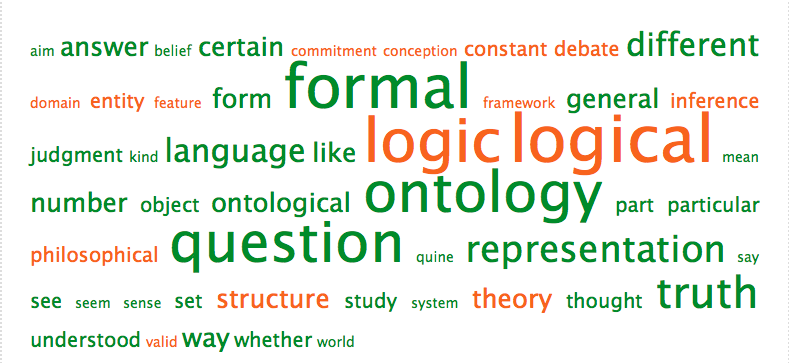 aim answer belief certain commitment conception constant debate different
domain entity feature form formal framework general inference
judgment kind language like logic logical mean
number object ontological ontology part particular
philosophical question quine representation say
see seem sense set structure study system theory thought truth
understood valid way whether world